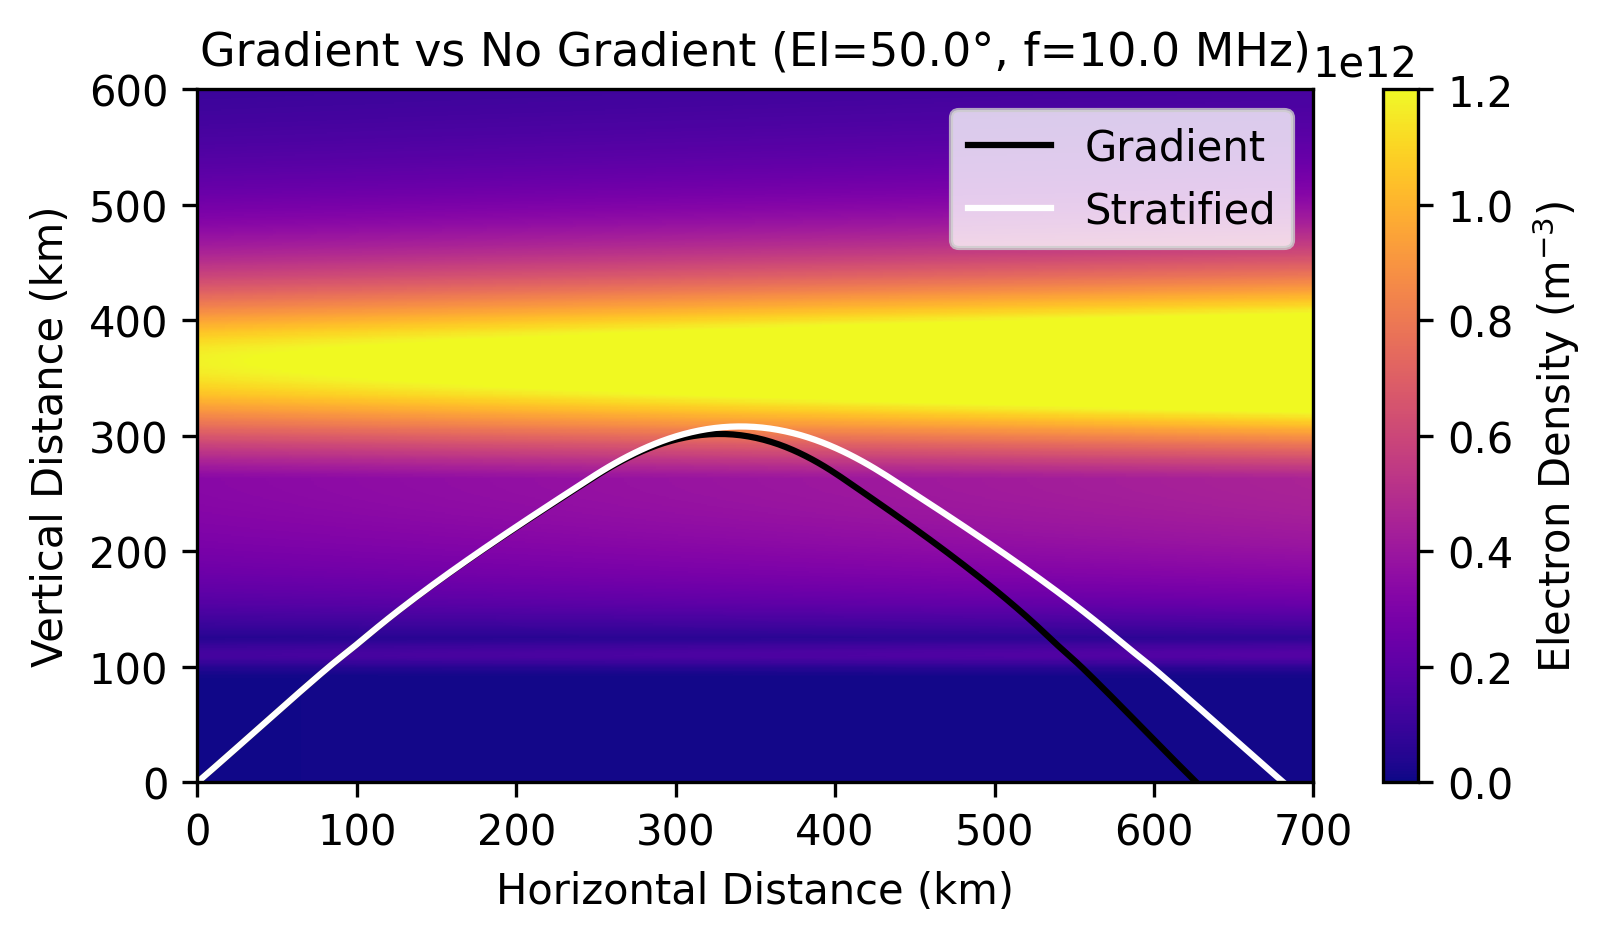 Gradient vs No Gradient (El=50.0°, f=10.0 MHz)
1e12
600
500
400
300
200
100
0
Vertical Distance (km)
Gradient
Stratified
0 100 200 300 400 500 600 700
Horizontal Distance (km)
1.2
1.0
0.8
0.6
0.4
0.2
0.0
Electron Density (m⁻³)